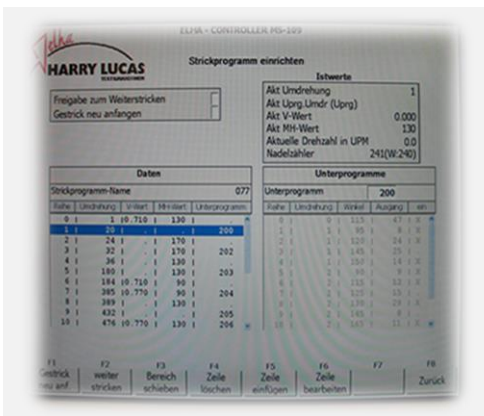 ELHA - CONTROLLER MS-109
elha
HARRY LUCAS
TEXTILMASCHINEN
Strickprogramm einrichten
Freigabe zum Weiterstricken
Gestrick neu anfangen
Istwerte
Akt Umdrehung 1
Akt Uprg.Umdr (Uprg)
Akt V-Wert 0.000
Akt MH-Wert 130
Aktuelle Drehzahl in UPM 0.0
Nadelzähler 241(W:240)
Daten
Strickprogramm-Name 077
Reihe Umdrehung V-Wert MH-Wert Unterprogramm
0 | 1 |0.710 | 130 | .
1 | 20 | . | . | 200
2 | 24 | | 170 | .
3 | 32 | | 170 | 202
4 | 36 | | 130 | .
5 | 180 | | 130 | 203
6 | 184 |0.710 | 90 | .
7 | 385 |0.770 | 90 | 204
8 | 389 | | 130 | .
9 | 432 | | . | 205
10 | 476 |0.770 | 130 | 206
Unterprogramme
Unterprogramm 200
Reihe Umdrehung Winkel Ausgang ein
F1 Gestrick neu anf.
F2 weiter stricken
F3 Bereich schieben
F4 Zeile löschen
F5 Zeile einfügen
F6 Zeile bearbeiten
F7
F8 Zurück